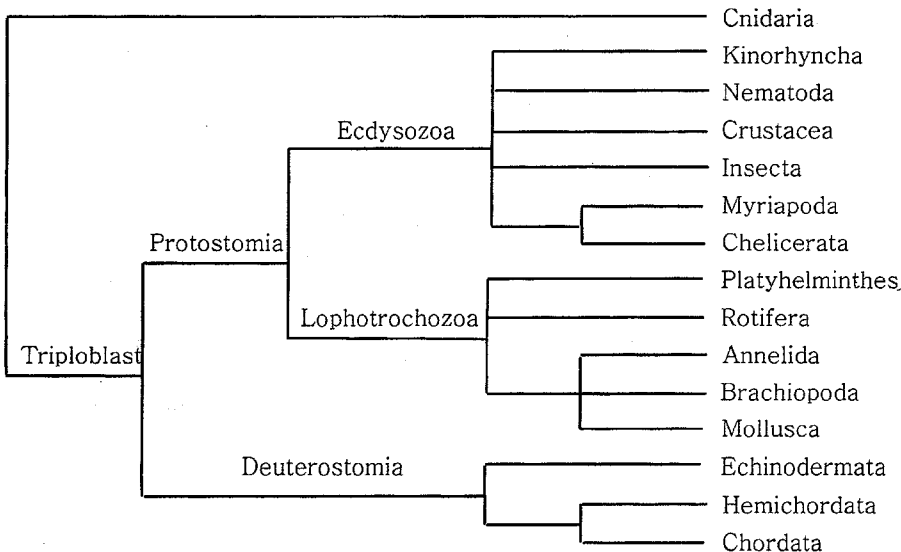 Cnidaria
Kinorhyncha
Nematoda
Ecdysozoa
Crustacea
Insecta
Myriapoda
Protostomia
Chelicerata
Platyhelminthes
Lophotrochozoa
Rotifera
Triploblast
Annelida
Brachiopoda
Mollusca
Deuterostomia
Echinodermata
Hemichordata
Chordata